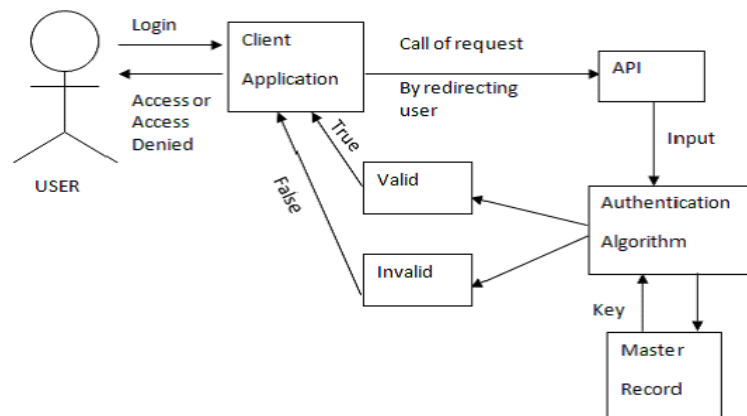 Login
Client
Application
Call of request
By redirecting
user
API
Access or
Access
Denied
USER
True
False
Valid
Invalid
Input
Authentication
Algorithm
Key
Master
Record